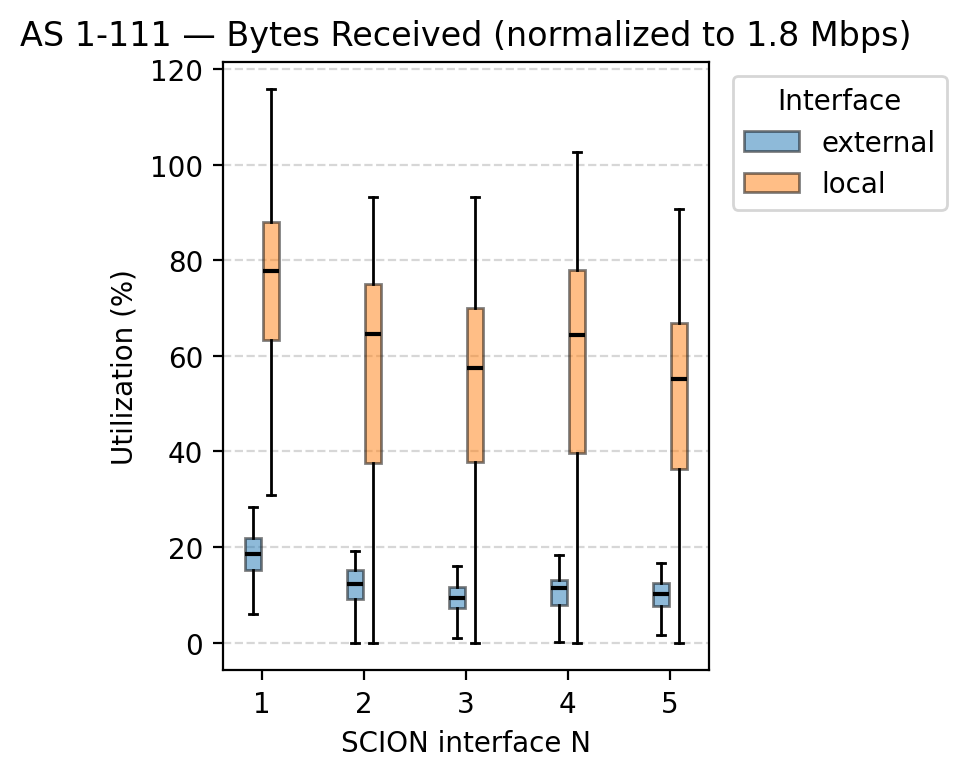 AS 1-111 — Bytes Received (normalized to 1.8 Mbps)
120
100
80
60
40
20
0
Utilization (%)
1 2 3 4 5
SCION interface N
Interface
external
local